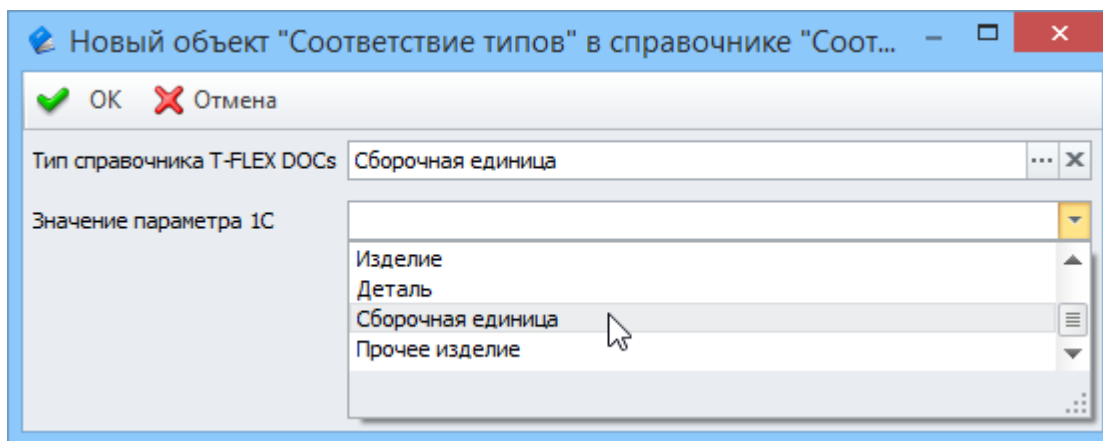 Новый объект "Соответствие типов" в справочнике "Соот...
ОК Отмена
Тип справочника T-FLEX DOCs Сборочная единица
Значение параметра 1С
Изделие
Деталь
Сборочная единица
Прочее изделие